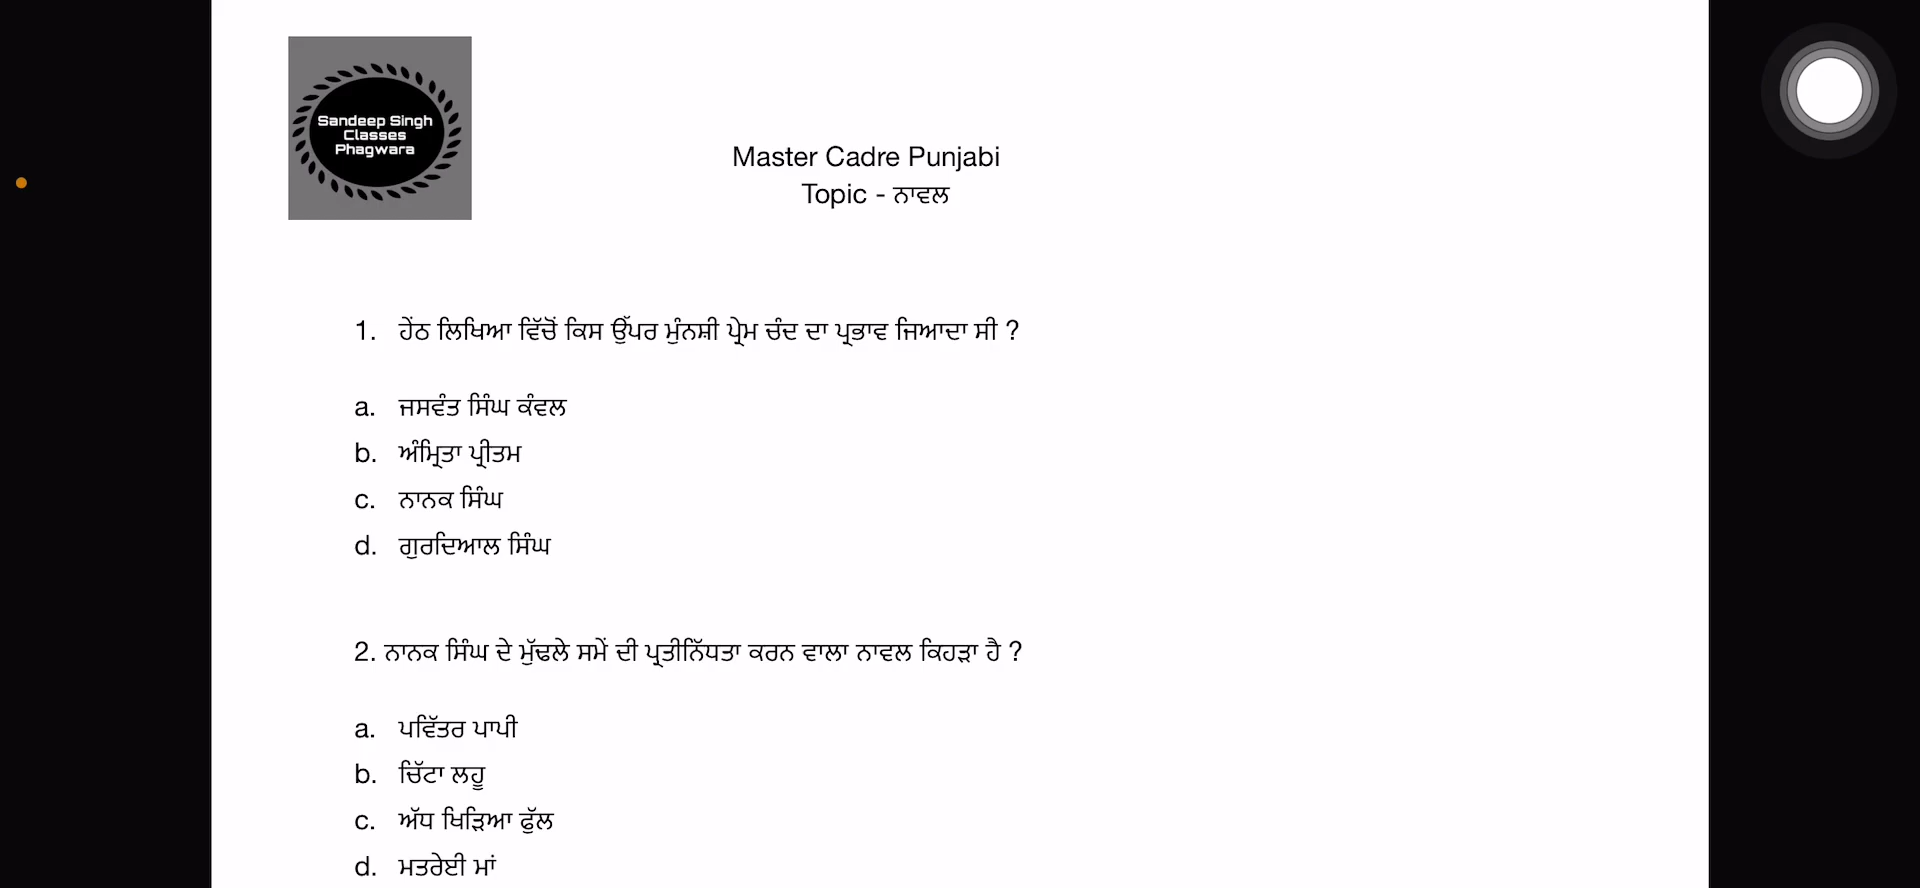 Sandeep Singh
Classes
Phagwara
Master Cadre Punjabi
Topic - ਨਾਵਲ
1. ਹੇਂਠ ਲਿਖਿਆ ਵਿੱਚੋਂ ਕਿਸ ਉੱਪਰ ਮੁੰਨਸ਼ੀ ਪ੍ਰੇਮ ਚੰਦ ਦਾ ਪ੍ਰਭਾਵ ਜਿਆਦਾ ਸੀ ?
a. ਜਸਵੰਤ ਸਿੰਘ ਕੰਵਲ
b. ਅੰਮ੍ਰਿਤਾ ਪ੍ਰੀਤਮ
c. ਨਾਨਕ ਸਿੰਘ
d. ਗੁਰਦਿਆਲ ਸਿੰਘ
2. ਨਾਨਕ ਸਿੰਘ ਦੇ ਮੁੱਢਲੇ ਸਮੇਂ ਦੀ ਪ੍ਰਤੀਨਿੱਧਤਾ ਕਰਨ ਵਾਲਾ ਨਾਵਲ ਕਿਹੜਾ ਹੈ ?
a. ਪਵਿੱਤਰ ਪਾਪੀ
b. ਚਿੱਟਾ ਲਹੂ
c. ਅੱਧ ਖਿੜਿਆ ਫੁੱਲ
d. ਮਤਰੇਈ ਮਾਂ